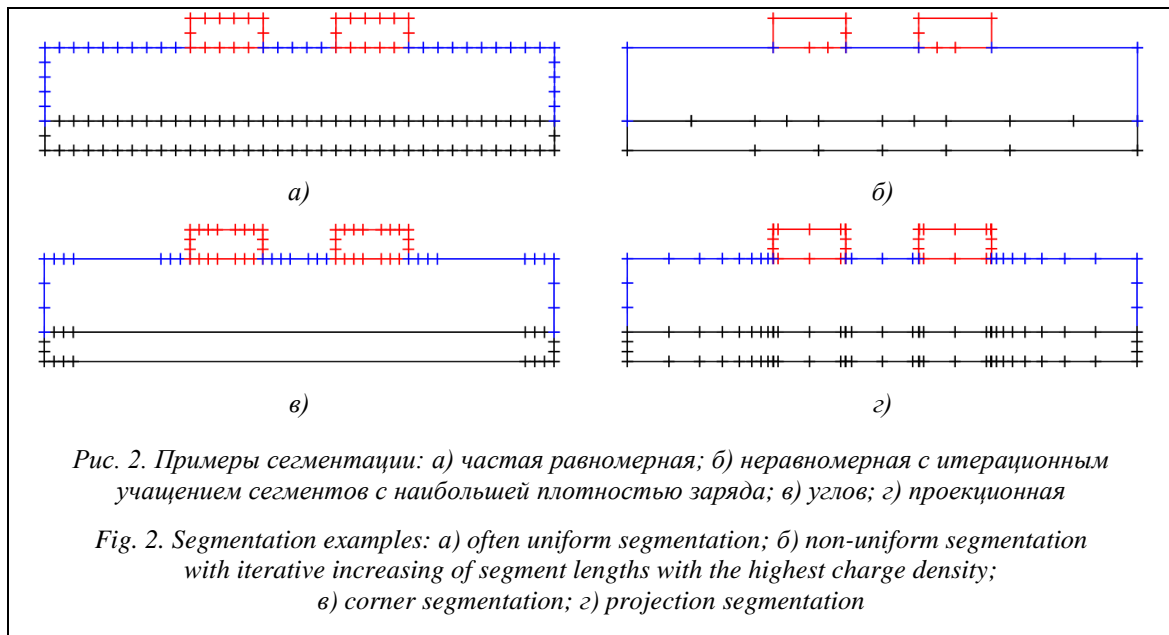 а)
б)
в)
г)
Рис. 2. Примеры сегментации: а) частая равномерная; б) неравномерная с итерационным
учащением сегментов с наибольшей плотностью заряда; в) углов; г) проекционная
Fig. 2. Segmentation examples: а) often uniform segmentation; б) non-uniform segmentation
with iterative increasing of segment lengths with the highest charge density;
в) corner segmentation; г) projection segmentation